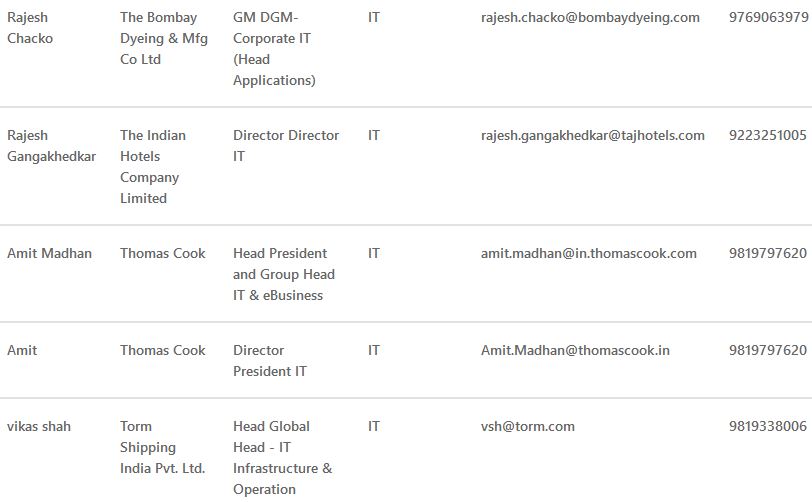 Rajesh Chacko The Bombay Dyeing & Mfg Co Ltd GM DGM-Corporate IT (Head Applications) IT rajesh.chacko@bombaydyeing.com 9769063979
Rajesh Gangakhedkar The Indian Hotels Company Limited Director Director IT IT rajesh.gangakhedkar@tajhotels.com 9223251005
Amit Madhan Thomas Cook Head President and Group Head IT & eBusiness IT amit.madhan@in.thomascook.com 9819797620
Amit Thomas Cook Director President IT IT Amit.Madhan@thomascook.in 9819797620
vikas shah Torm Shipping India Pvt. Ltd. Head Global Head - IT Infrastructure & Operation IT vsh@torm.com 9819338006